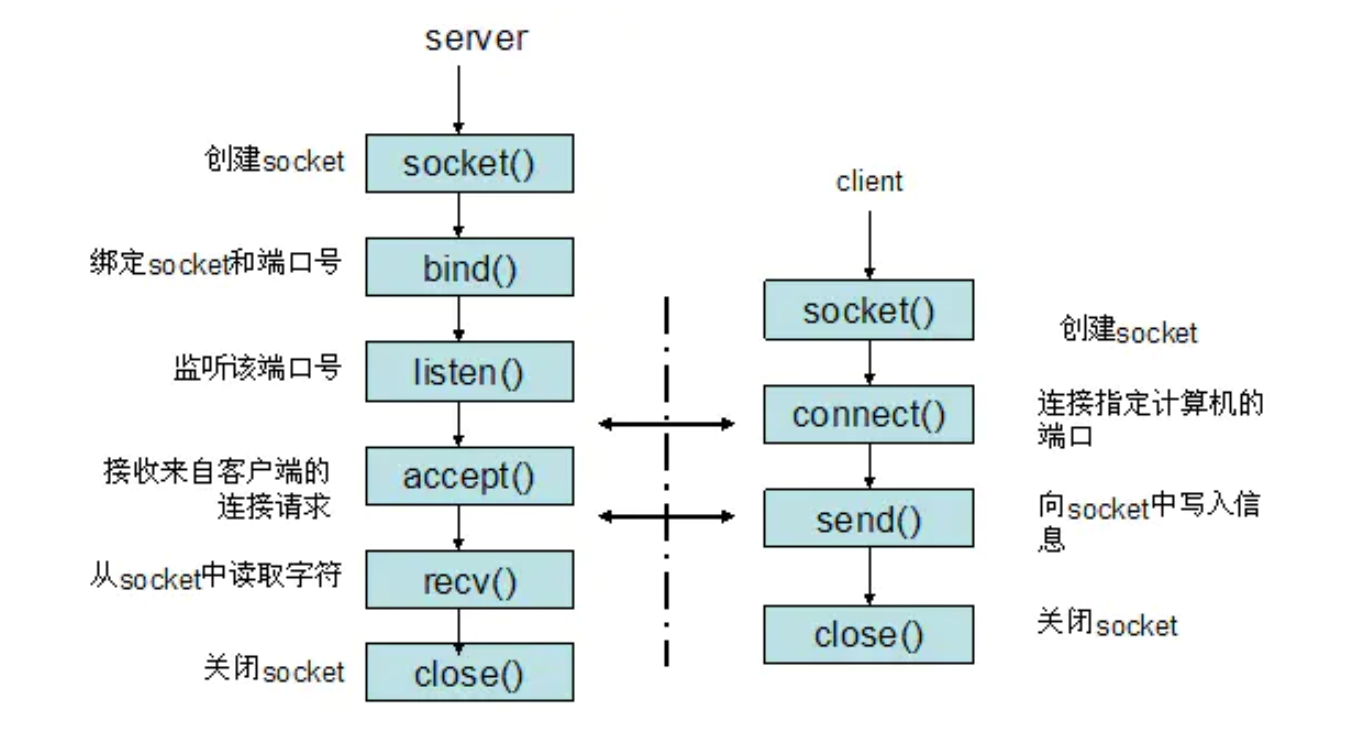 server
创建socket
socket()
绑定socket和端口号
bind()
监听该端口号
listen()
接收来自客户端的
连接请求
accept()
从socket中读取字符
recv()
关闭socket
close()
client
socket()
创建socket
connect()
连接指定计算机的
端口
send()
向socket中写入信
息
close()
关闭socket